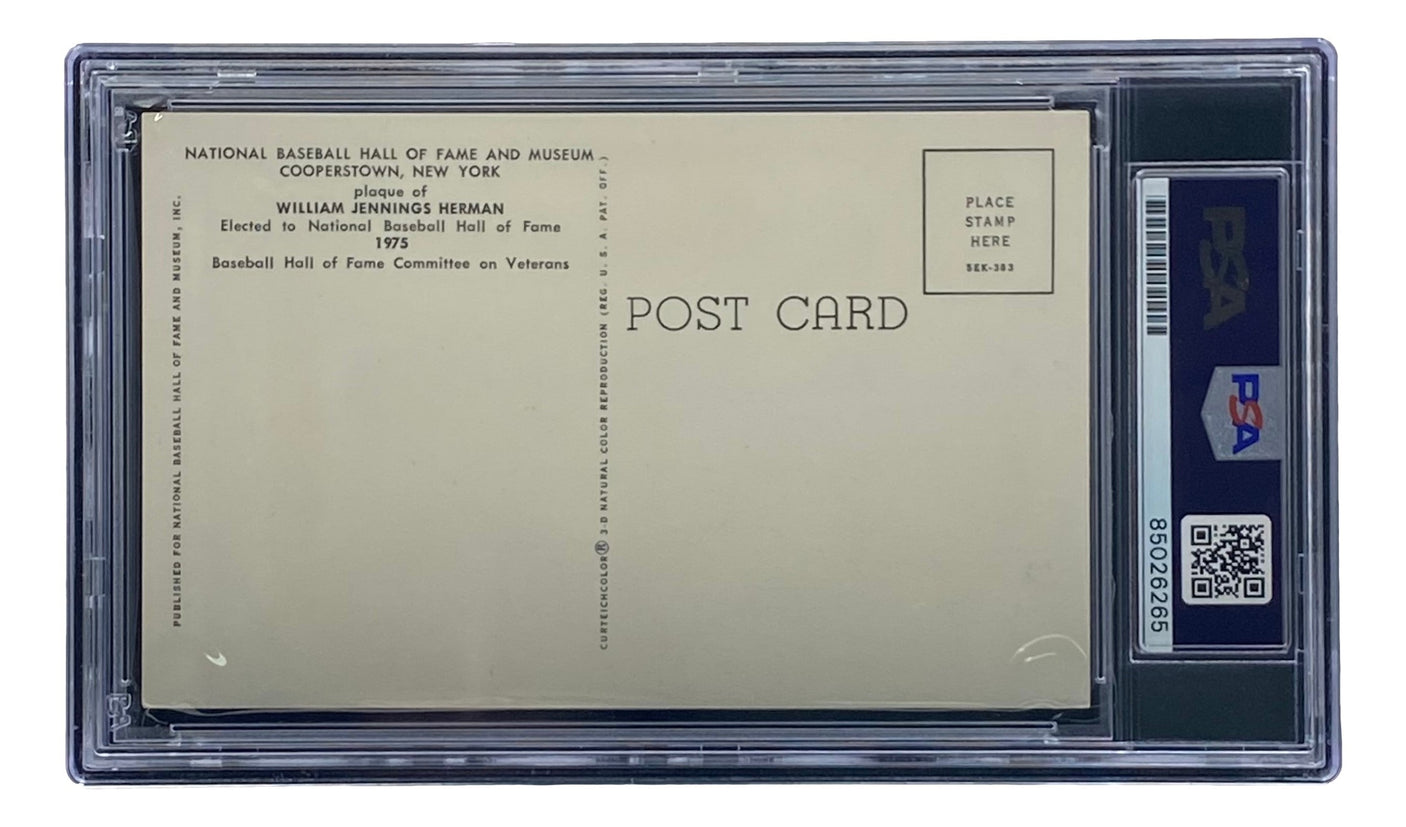 NATIONAL BASEBALL HALL OF FAME AND MUSEUM
COOPERSTOWN, NEW YORK
plaque of
WILLIAM JENNINGS HERMAN
Elected to National Baseball Hall of Fame
1975
Baseball Hall of Fame Committee on Veterans
PUBLISHED FOR NATIONAL BASEBALL HALL OF FAME AND MUSEUM, INC.
CURTEICHCOLOR® 3-D NATURAL COLOR REPRODUCTION (REG. U. S. A. PAT. OFF.)
POST CARD
PLACE
STAMP
HERE
5EK-383
PSA
PSA
85026265